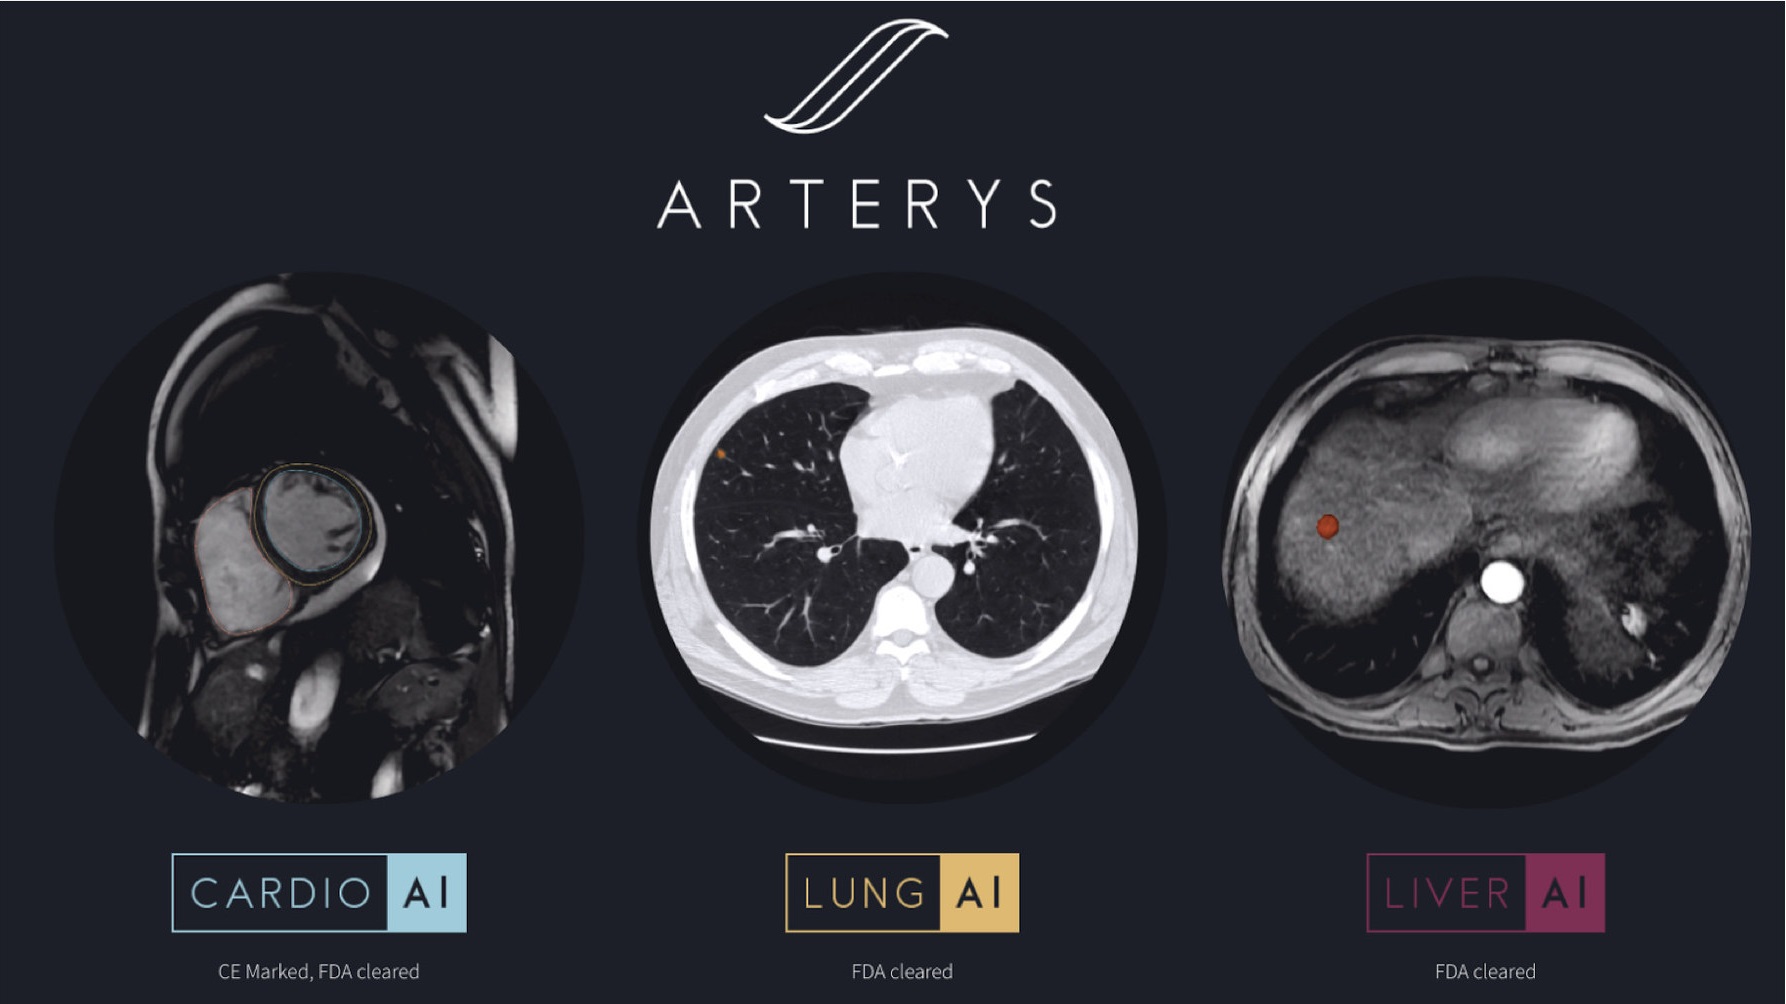 ARTERYS
CARDIO AI
LUNG AI
LIVER AI
CE Marked, FDA cleared
FDA cleared
FDA cleared